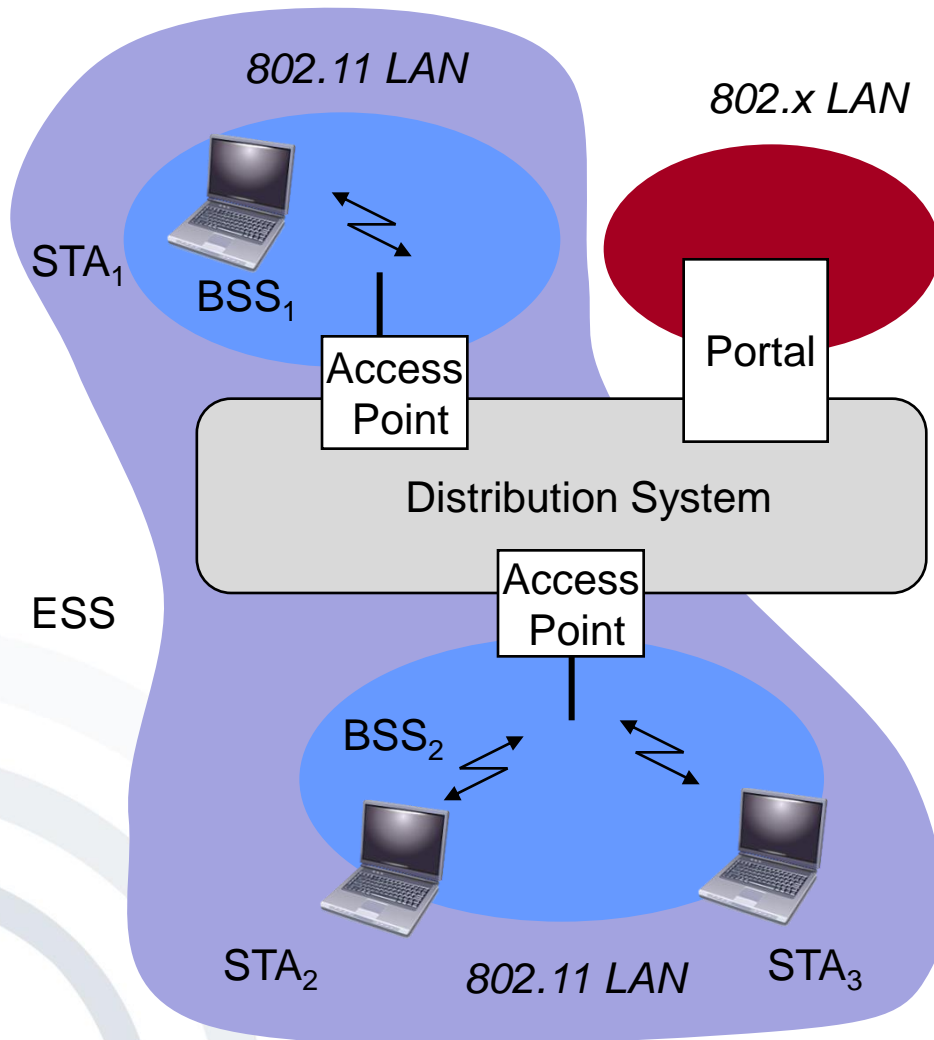 802.11 LAN
802.x LAN
STA₁
BSS₁
Access
Point
Portal
Distribution System
Access
Point
ESS
BSS₂
STA₂
802.11 LAN
STA₃